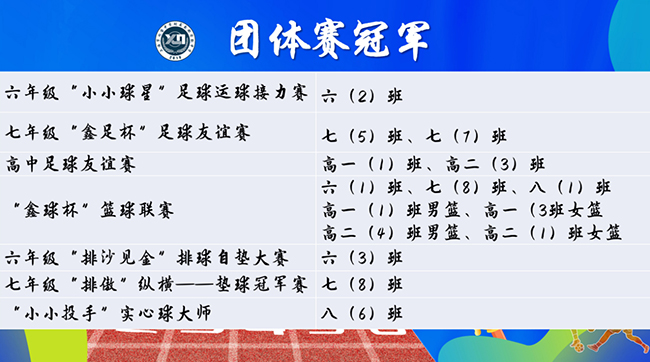 团体赛冠军
六年级“小小球星”足球运球接力赛 六（2）班
七年级“鑫足杯”足球友谊赛 七（5）班、七（7）班
高中足球友谊赛 高一（1）班、高二（3）班
“鑫球杯”篮球联赛 六（1）班、七（8）班、八（1）班
高一（1）班男篮、高一（3班女篮
高二（4）班男篮、高二（1）班女篮
六年级“排沙见金”排球自垫大赛 六（3）班
七年级“排傲”纵横——垫球冠军赛 七（8）班
“小小投手”实心球大师 八（6）班